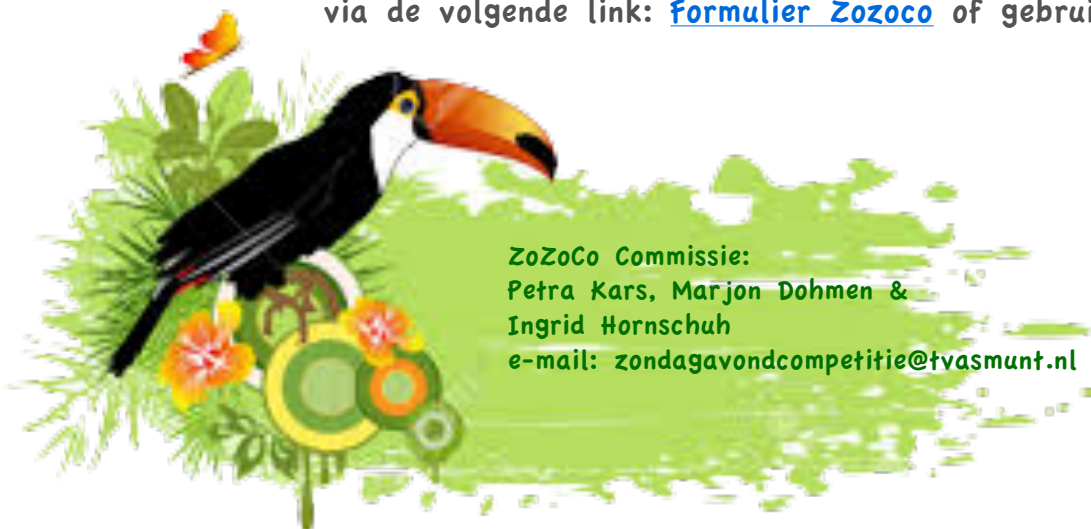 via de volgende link: Formulier Zozoco of gebrui
ZoZoCo Commissie:
Petra Kars, Marjon Dohmen &
Ingrid Hornschuh
e-mail: zondagavondcompetitie@tvasmunt.nl